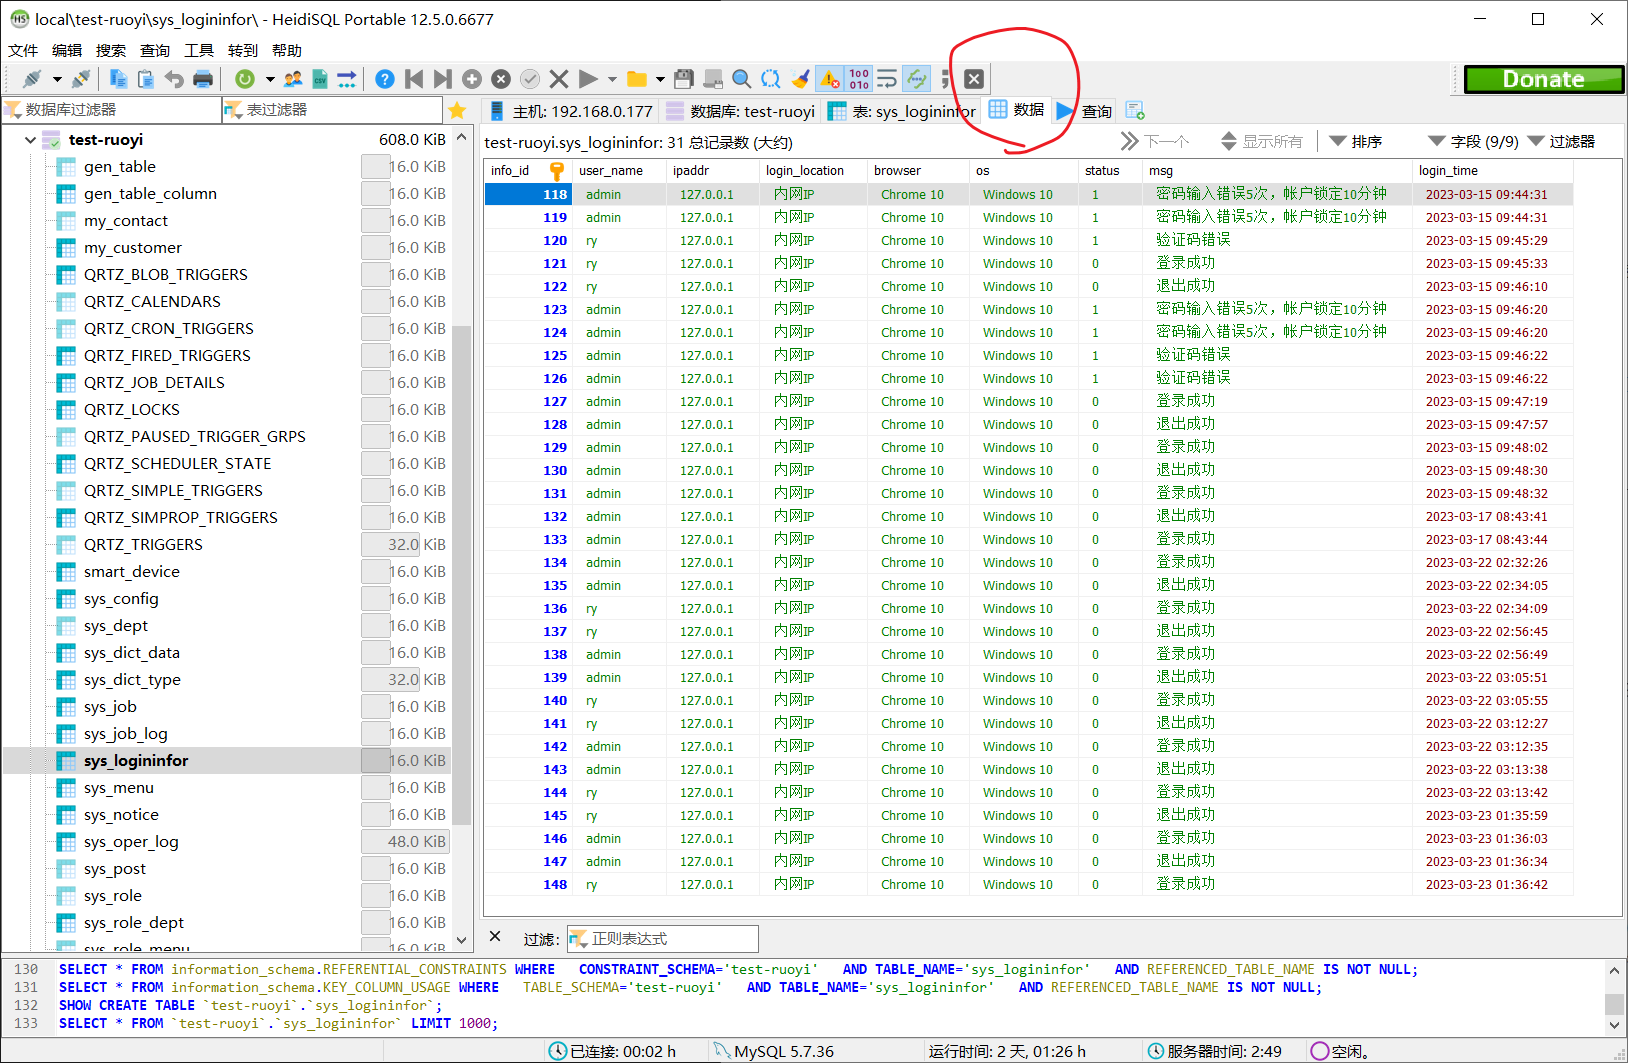 local\test-ruoyi\sys_logininfor\ - HeidiSQL Portable 12.5.0.6677
文件 编辑 搜索 查询 工具 转到 帮助
Donate
数据库过滤器 表过滤器
主机: 192.168.0.177 数据库: test-ruoyi 表: sys_logininfor 数据 查询
test-ruoyi 608.0 KiB
gen_table 16.0 KiB
gen_table_column 16.0 KiB
my_contact 16.0 KiB
my_customer 16.0 KiB
QRTZ_BLOB_TRIGGERS 16.0 KiB
QRTZ_CALENDARS 16.0 KiB
QRTZ_CRON_TRIGGERS 16.0 KiB
QRTZ_FIRED_TRIGGERS 16.0 KiB
QRTZ_JOB_DETAILS 16.0 KiB
QRTZ_LOCKS 16.0 KiB
QRTZ_PAUSED_TRIGGER_GRPS 16.0 KiB
QRTZ_SCHEDULER_STATE 16.0 KiB
QRTZ_SIMPLE_TRIGGERS 16.0 KiB
QRTZ_SIMPROP_TRIGGERS 16.0 KiB
QRTZ_TRIGGERS 32.0 KiB
smart_device 16.0 KiB
sys_config 16.0 KiB
sys_dept 16.0 KiB
sys_dict_data 16.0 KiB
sys_dict_type 32.0 KiB
sys_job 16.0 KiB
sys_job_log 16.0 KiB
sys_logininfor 16.0 KiB
sys_menu 16.0 KiB
sys_notice 16.0 KiB
sys_oper_log 48.0 KiB
sys_post 16.0 KiB
sys_role 16.0 KiB
sys_role_dept 16.0 KiB
sys_role_menu 16.0 KiB
test-ruoyi.sys_logininfor: 31 总记录数 (大约) 下一个 显示所有 排序 字段 (9/9) 过滤器
info_id user_name ipaddr login_location browser os status msg login_time
118 admin 127.0.0.1 内网IP Chrome 10 Windows 10 1 密码输入错误5次，帐户锁定10分钟 2023-03-15 09:44:31
119 admin 127.0.0.1 内网IP Chrome 10 Windows 10 1 密码输入错误5次，帐户锁定10分钟 2023-03-15 09:44:31
120 ry 127.0.0.1 内网IP Chrome 10 Windows 10 1 验证码错误 2023-03-15 09:45:29
121 ry 127.0.0.1 内网IP Chrome 10 Windows 10 0 登录成功 2023-03-15 09:45:33
122 ry 127.0.0.1 内网IP Chrome 10 Windows 10 0 退出成功 2023-03-15 09:46:10
123 admin 127.0.0.1 内网IP Chrome 10 Windows 10 1 密码输入错误5次，帐户锁定10分钟 2023-03-15 09:46:20
124 admin 127.0.0.1 内网IP Chrome 10 Windows 10 1 密码输入错误5次，帐户锁定10分钟 2023-03-15 09:46:20
125 admin 127.0.0.1 内网IP Chrome 10 Windows 10 1 验证码错误 2023-03-15 09:46:22
126 admin 127.0.0.1 内网IP Chrome 10 Windows 10 1 验证码错误 2023-03-15 09:46:22
127 admin 127.0.0.1 内网IP Chrome 10 Windows 10 0 登录成功 2023-03-15 09:47:19
128 admin 127.0.0.1 内网IP Chrome 10 Windows 10 0 退出成功 2023-03-15 09:47:57
129 admin 127.0.0.1 内网IP Chrome 10 Windows 10 0 登录成功 2023-03-15 09:48:02
130 admin 127.0.0.1 内网IP Chrome 10 Windows 10 0 退出成功 2023-03-15 09:48:30
131 admin 127.0.0.1 内网IP Chrome 10 Windows 10 0 登录成功 2023-03-15 09:48:32
132 admin 127.0.0.1 内网IP Chrome 10 Windows 10 0 退出成功 2023-03-17 08:43:41
133 admin 127.0.0.1 内网IP Chrome 10 Windows 10 0 登录成功 2023-03-17 08:43:44
134 admin 127.0.0.1 内网IP Chrome 10 Windows 10 0 登录成功 2023-03-22 02:32:26
135 admin 127.0.0.1 内网IP Chrome 10 Windows 10 0 退出成功 2023-03-22 02:34:05
136 ry 127.0.0.1 内网IP Chrome 10 Windows 10 0 登录成功 2023-03-22 02:34:09
137 ry 127.0.0.1 内网IP Chrome 10 Windows 10 0 退出成功 2023-03-22 02:56:45
138 admin 127.0.0.1 内网IP Chrome 10 Windows 10 0 登录成功 2023-03-22 02:56:49
139 admin 127.0.0.1 内网IP Chrome 10 Windows 10 0 退出成功 2023-03-22 03:05:51
140 ry 127.0.0.1 内网IP Chrome 10 Windows 10 0 登录成功 2023-03-22 03:05:55
141 ry 127.0.0.1 内网IP Chrome 10 Windows 10 0 退出成功 2023-03-22 03:12:27
142 admin 127.0.0.1 内网IP Chrome 10 Windows 10 0 登录成功 2023-03-22 03:12:35
143 admin 127.0.0.1 内网IP Chrome 10 Windows 10 0 退出成功 2023-03-22 03:13:38
144 ry 127.0.0.1 内网IP Chrome 10 Windows 10 0 登录成功 2023-03-22 03:13:42
145 ry 127.0.0.1 内网IP Chrome 10 Windows 10 0 退出成功 2023-03-23 01:35:59
146 admin 127.0.0.1 内网IP Chrome 10 Windows 10 0 登录成功 2023-03-23 01:36:03
147 admin 127.0.0.1 内网IP Chrome 10 Windows 10 0 退出成功 2023-03-23 01:36:34
148 ry 127.0.0.1 内网IP Chrome 10 Windows 10 0 登录成功 2023-03-23 01:36:42
过滤: 正则表达式
130 SELECT * FROM information_schema.REFERENTIAL_CONSTRAINTS WHERE CONSTRAINT_SCHEMA='test-ruoyi' AND TABLE_NAME='sys_logininfor' AND REFERENCED_TABLE_NAME IS NOT NULL;
131 SELECT * FROM information_schema.KEY_COLUMN_USAGE WHERE TABLE_SCHEMA='test-ruoyi' AND TABLE_NAME='sys_logininfor' AND REFERENCED_TABLE_NAME IS NOT NULL;
132 SHOW CREATE TABLE `test-ruoyi`.`sys_logininfor`;
133 SELECT * FROM `test-ruoyi`.`sys_logininfor` LIMIT 1000;
已连接: 00:02 h MySQL 5.7.36 运行时间: 2 天, 01:26 h 服务器时间: 2:49 空闲。